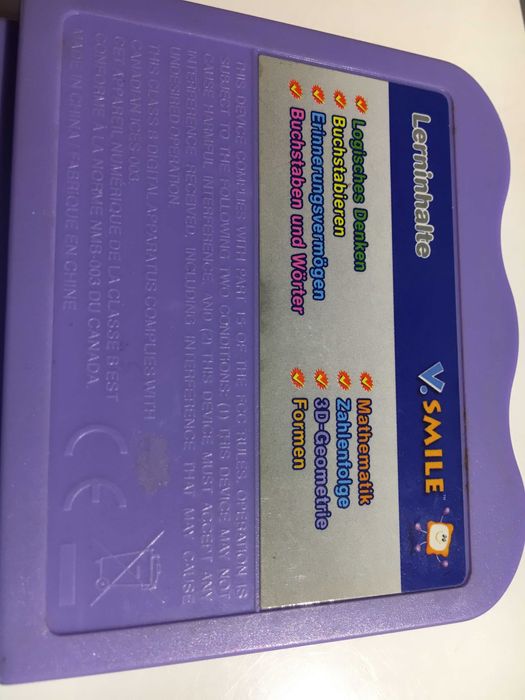 Lerninhalte
V.SMILE™
Logisches Denken
Buchstabieren
Erinnerungsvermögen
Buchstaben und Wörter
Mathematik
Zahlenfolge
3D-Geometrie
Formen
THIS DEVICE COMPLIES WITH PART 15 OF THE FCC RULES. OPERATION IS
SUBJECT TO THE FOLLOWING TWO CONDITIONS: (1) THIS DEVICE MAY NOT
CAUSE HARMFUL INTERFERENCE, AND (2) THIS DEVICE MUST ACCEPT ANY
INTERFERENCE RECEIVED, INCLUDING INTERFERENCE THAT MAY CAUSE
UNDESIRED OPERATION
THIS CLASS B DIGITAL APPARATUS COMPLIES WITH
CANADIAN ICES-003
CET APPAREIL NUMÉRIQUE DE LA CLASSE B EST
CONFORME À LA NORME NMB-003 DU CANADA
MADE IN CHINA FABRIQUÉ EN CHINE
CE